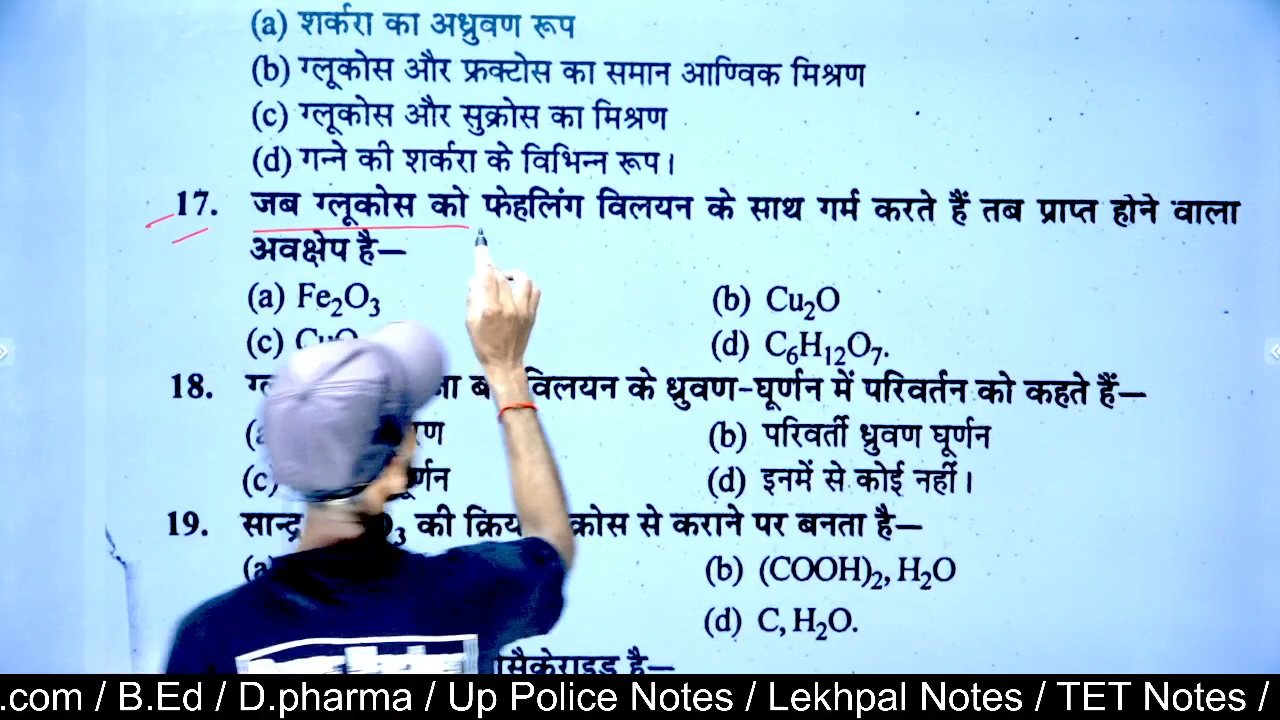 (a) शर्करा का अध्रुवण रूप
(b) ग्लूकोस और फ्रक्टोस का समान आण्विक मिश्रण
(c) ग्लूकोस और सुक्रोस का मिश्रण
(d) गन्ने की शर्करा के विभिन्न रूप।
17. जब ग्लूकोस को फेहलिंग विलयन के साथ गर्म करते हैं तब प्राप्त होने वाला
अवक्षेप है—
(a) Fe₂O₃ (b) Cu₂O
(c) (d) C₆H₁₂O₇.
18. विलयन के ध्रुवण-घूर्णन में परिवर्तन को कहते हैं—
(b) परिवर्ती ध्रुवण घूर्णन
(c) (d) इनमें से कोई नहीं।
19. सान्द्र की से कराने पर बनता है—
(b) (COOH)₂, H₂O
(d) C, H₂O.
है—
.com / B.Ed / D.pharma / Up Police Notes / Lekhpal Notes / TET Notes /